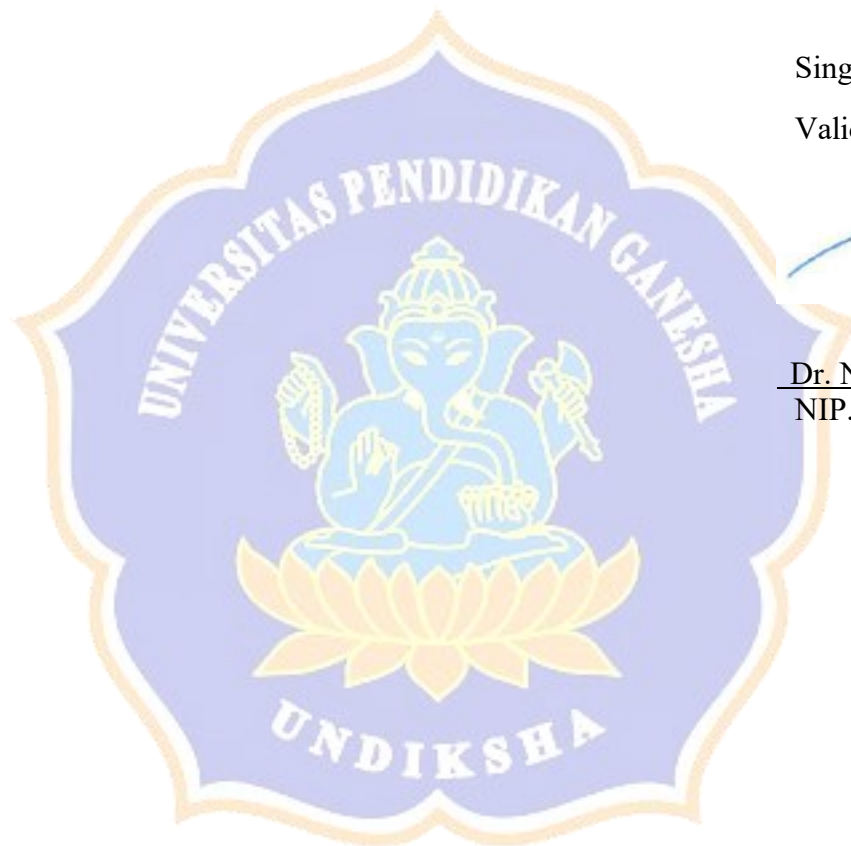 Sing
Vali
UNIVERSITAS PENDIDIKAN GANESHA
Dr. N
NIP.
UNDIKSHA